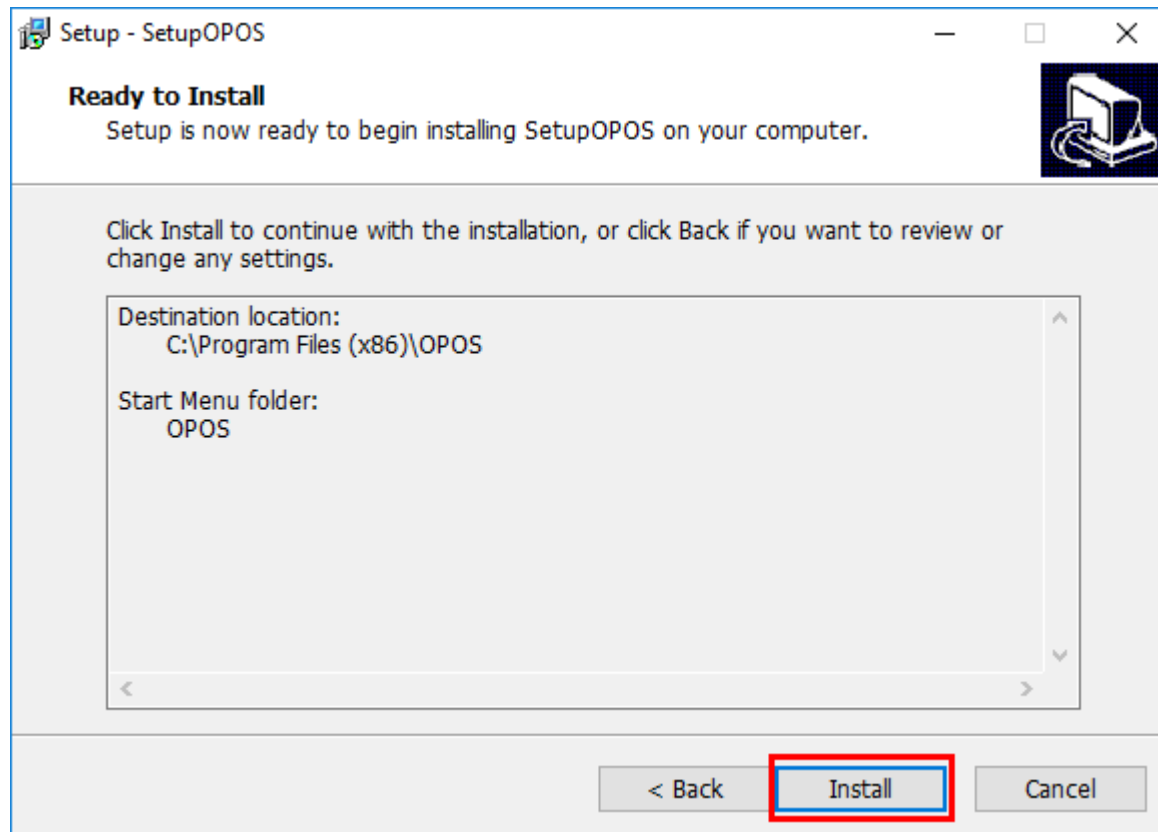 Setup - SetupOPOS
Ready to Install
Setup is now ready to begin installing SetupOPOS on your computer.
Click Install to continue with the installation, or click Back if you want to review or
change any settings.
Destination location:
C:\Program Files (x86)\OPOS
Start Menu folder:
OPOS
< Back Install Cancel